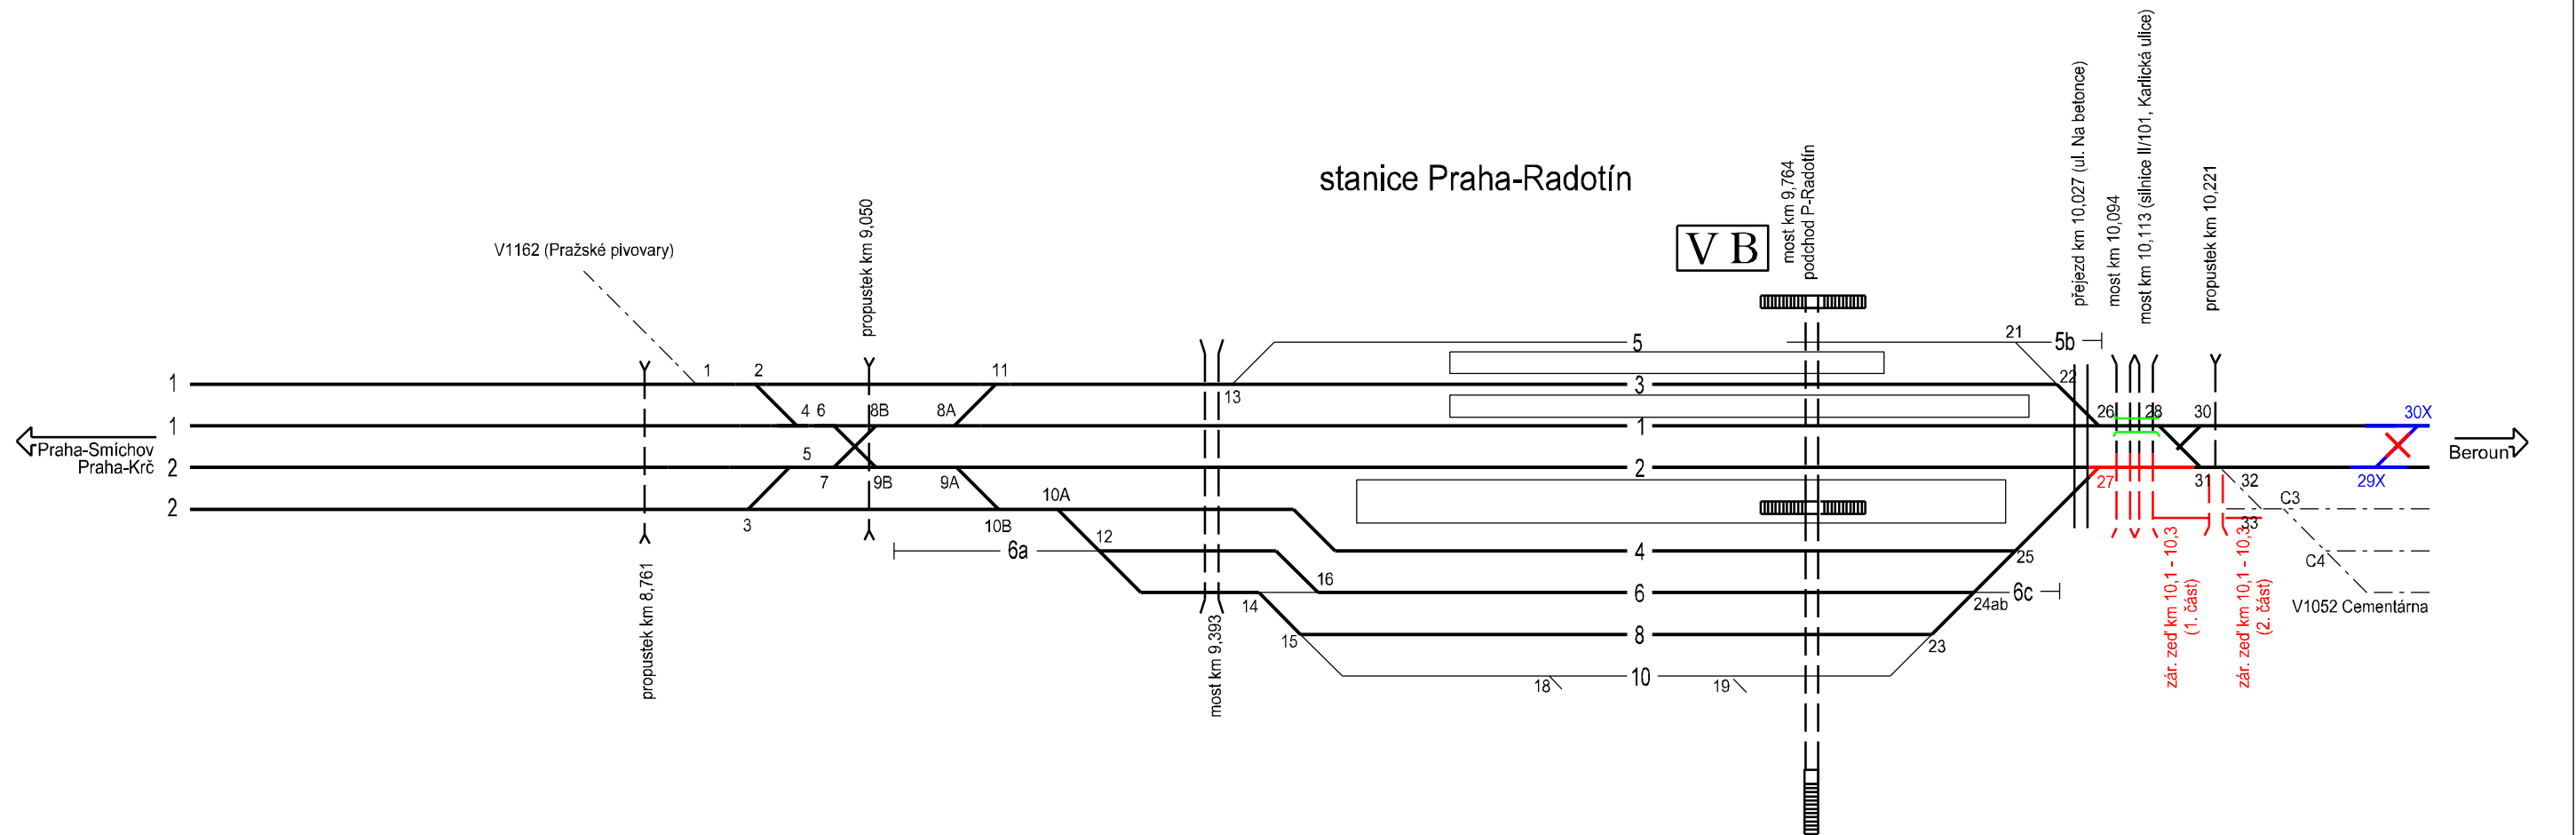 stanice Praha-Radotín
V B
most km 9,764
podchod P-Radotín
přejezd km 10,027 (ul. Na betonce)
most km 10,094
most km 10,113 (silnice II/101, Karlická ulice)
propustek km 10,221
V1162 (Pražské pivovary)
propustek km 9,050
5
21
5b
1
1
2
11
13
3
22
1
4
6
8B
8A
1
26
28
30
30X
Praha-Smíchov
Praha-Krč
Beroun
2
5
7
9B
9A
2
27
31
32
29X
2
3
10A
10B
C3
33
6a
12
4
25
C4
16
14
6
24ab
6c
V1052 Cementárna
15
8
23
18
10
19
propustek km 8,761
most km 9,393
zár. zeď km 10,1 - 10,3
(1. část)
zár. zeď km 10,1 - 10,3
(2. část)